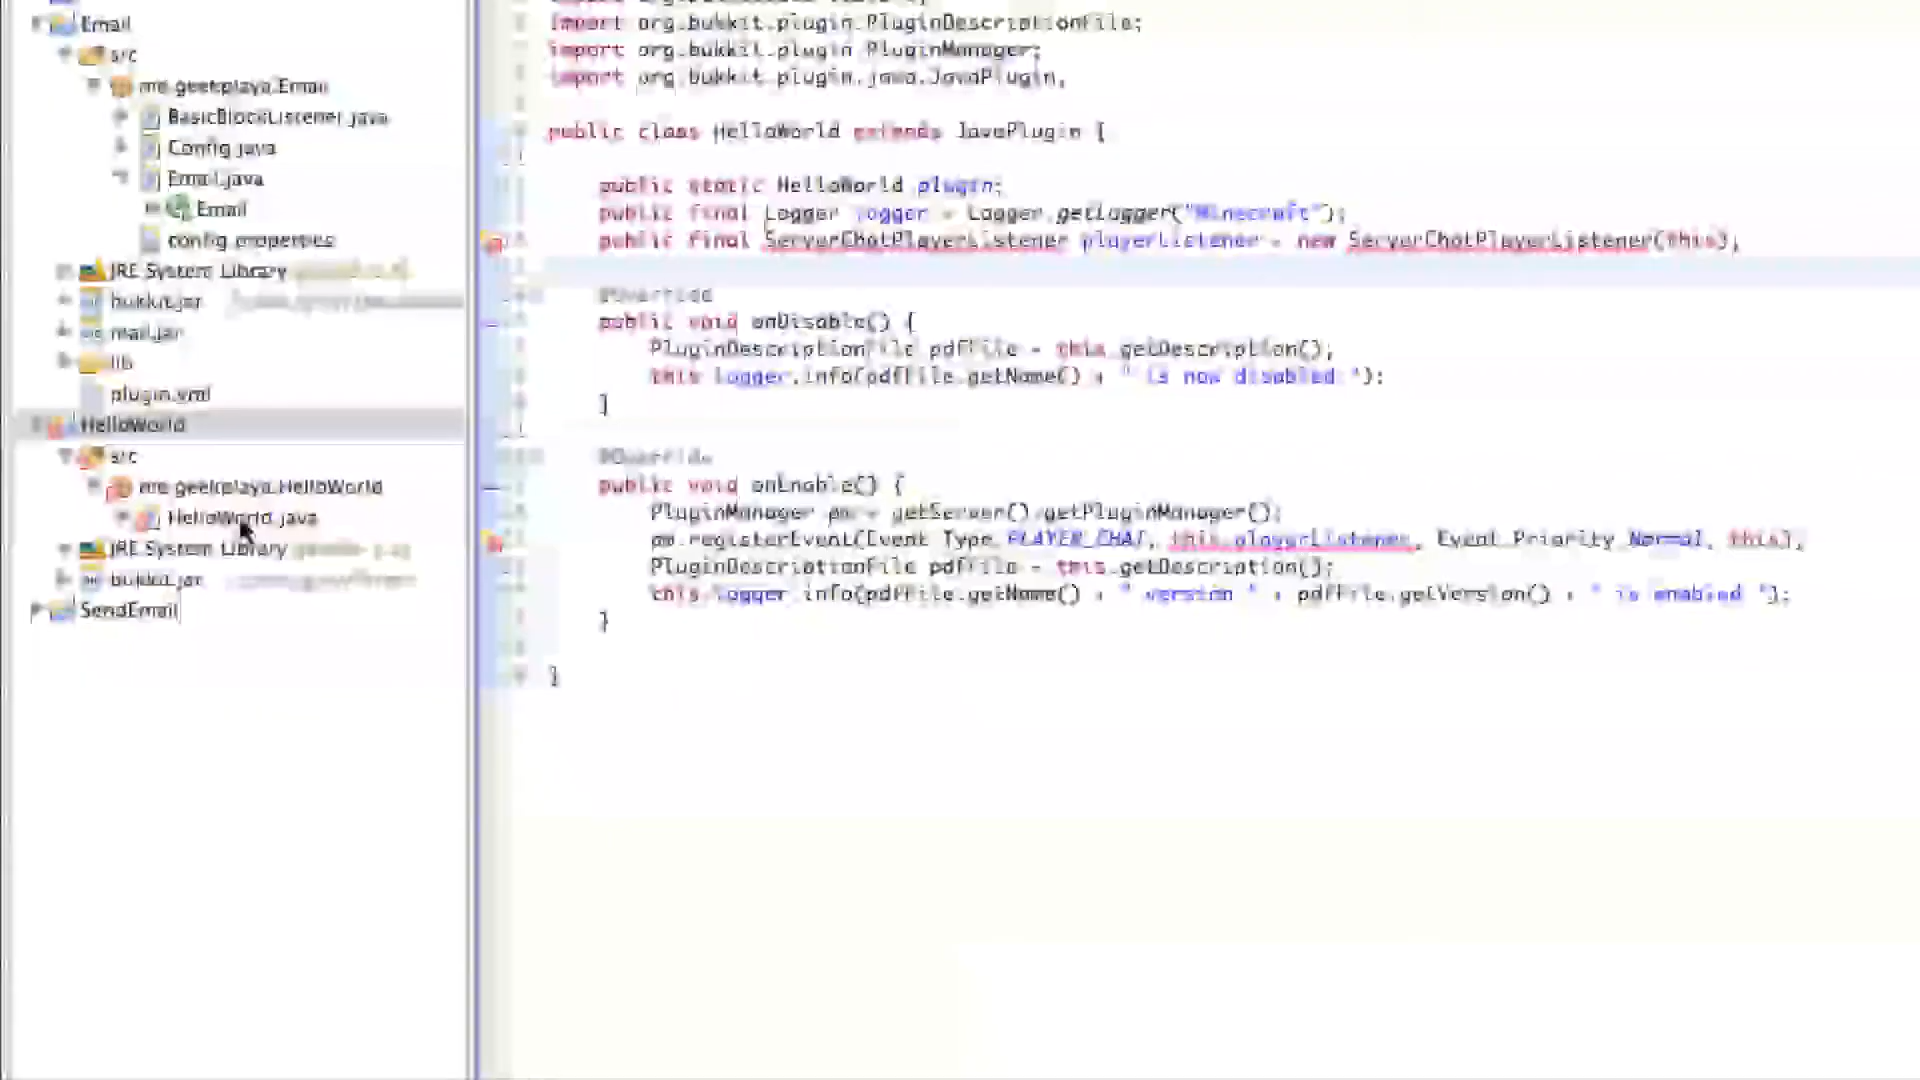 Email
src
me.geekplaya.Email
BasicBlockListener.java
Config.java
Email.java
Email
config.properties
JRE System Library
bukkit.jar
mail.jar
lib
plugin.yml
HelloWorld
src
me.geekplaya.HelloWorld
HelloWorld.java
JRE System Library
bukkit.jar
SendEmail
import org.bukkit.plugin.PluginDescriptionFile;
import org.bukkit.plugin.PluginManager;
import org.bukkit.plugin.java.JavaPlugin;
public class HelloWorld extends JavaPlugin {
public static HelloWorld plugin;
public final Logger logger = Logger.getLogger("Minecraft");
public final ServerChatPlayerListener playerListener = new ServerChatPlayerListener(this);
@Override
public void onDisable() {
PluginDescriptionFile pdfFile = this.getDescription();
this.logger.info(pdfFile.getName() + " is now disabled.");
}
@Override
public void onEnable() {
PluginManager pm = getServer().getPluginManager();
pm.registerEvent(Event.Type.PLAYER_CHAT, this.playerListener, Event.Priority.Normal, this);
PluginDescriptionFile pdfFile = this.getDescription();
this.logger.info(pdfFile.getName() + " version " + pdfFile.getVersion() + " is enabled.");
}
}